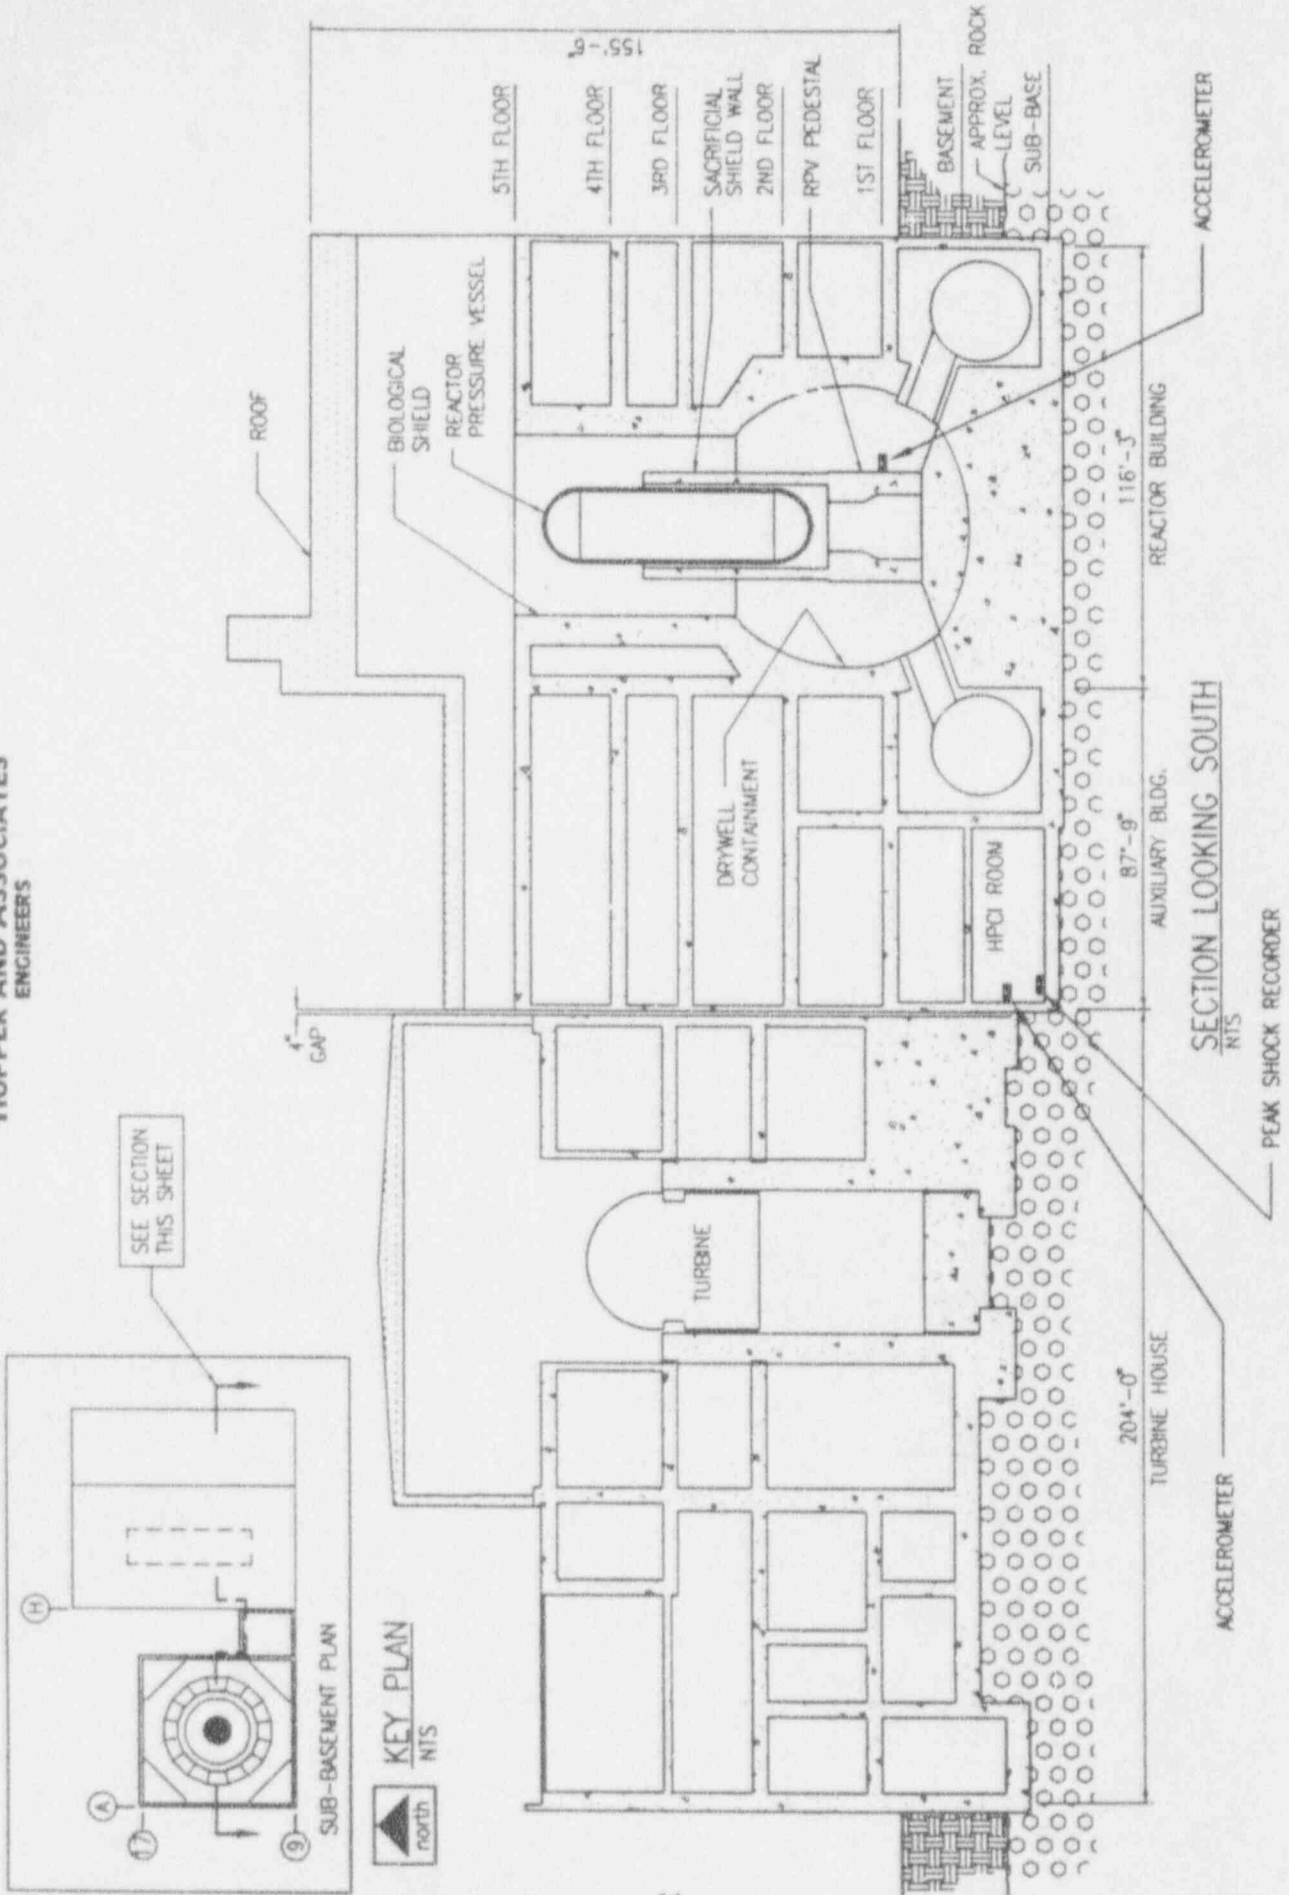 HOPPER AND ASSOCIATES
ENGINEERS
SEE SECTION
THIS SHEET
H
A
17
9
SUB-BASEMENT PLAN
north
KEY PLAN
NTS
4"
GAP
ROOF
BIOLOGICAL
SHIELD
REACTOR
PRESSURE VESSEL
155'-6"
5TH FLOOR
4TH FLOOR
3RD FLOOR
SACRIFICIAL
SHIELD WALL
2ND FLOOR
RPV PEDESTAL
1ST FLOOR
BASEMENT
APPROX. ROCK
LEVEL
SUB-BASE
TURBINE
DRYWELL
CONTAINMENT
HPCI ROOM
204'-0"
TURBINE HOUSE
87'-9"
AUXILIARY BLDG.
116'-3"
REACTOR BUILDING
ACCELEROMETER
SECTION LOOKING SOUTH
NTS
ACCELEROMETER
PEAK SHOCK RECORDER